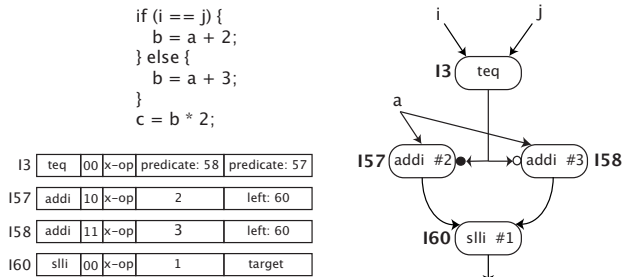 if (i == j) {
b = a + 2;
} else {
b = a + 3;
}
c = b * 2;
I3 teq 00 x-op predicate: 58 predicate: 57
I57 addi 10 x-op 2 left: 60
I58 addi 11 x-op 3 left: 60
I60 slli 00 x-op 1 target
i j
I3 teq
a
I57 addi #2 addi #3 I58
I60 slli #1